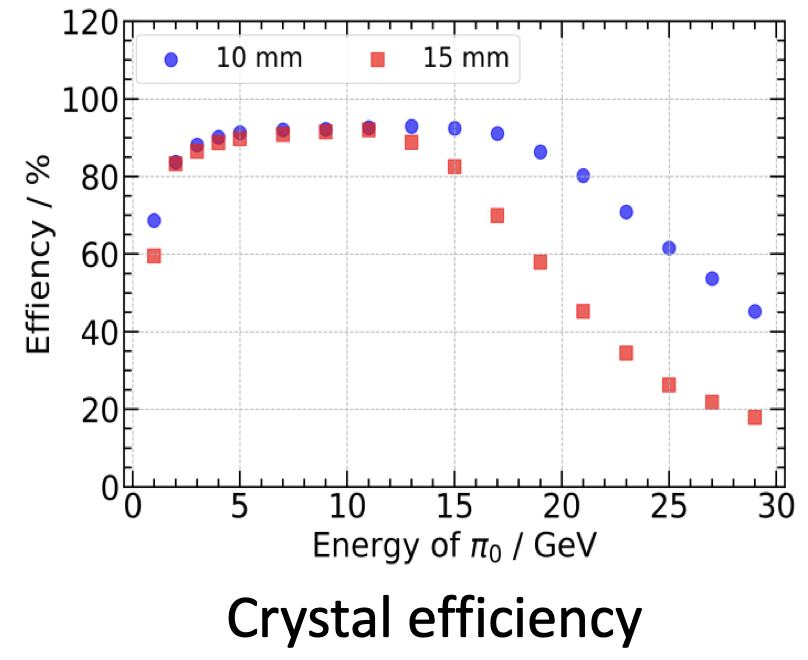 120
10 mm
15 mm
100
80
60
40
20
0
Effiency / %
0 5 10 15 20 25 30
Energy of π₀ / GeV
Crystal efficiency